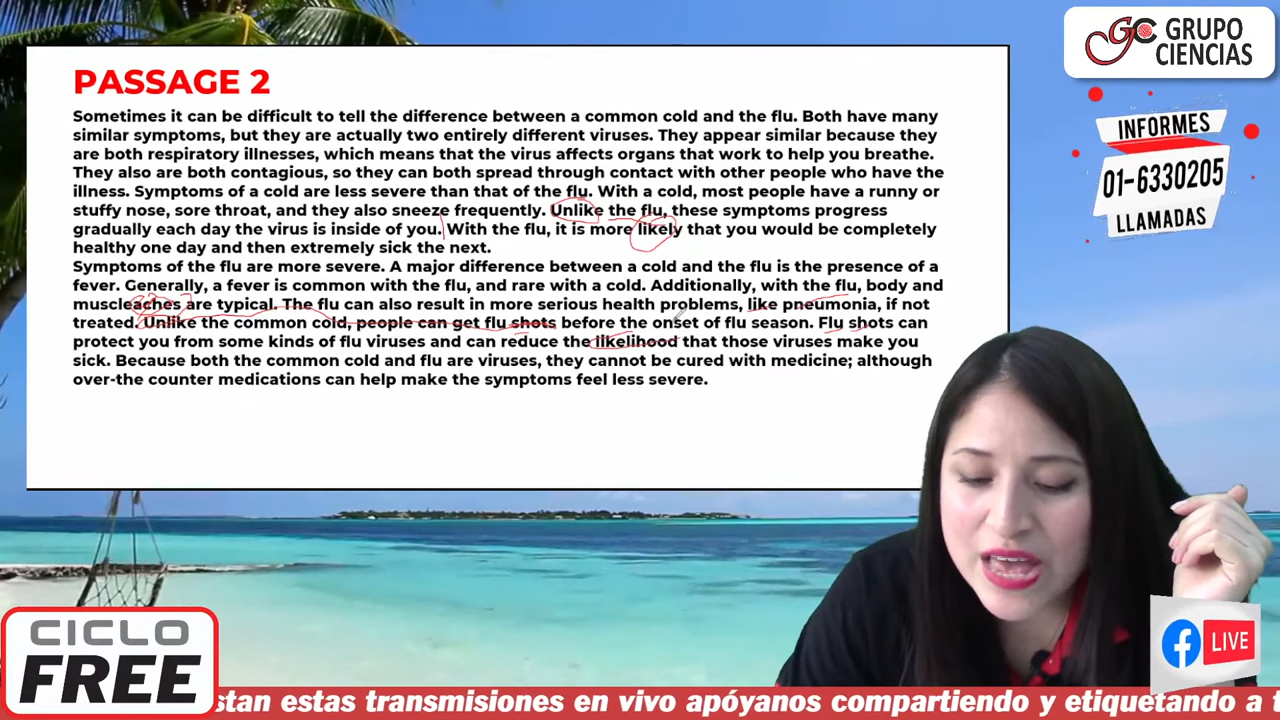 PASSAGE 2
Sometimes it can be difficult to tell the difference between a common cold and the flu. Both have many
similar symptoms, but they are actually two entirely different viruses. They appear similar because they
are both respiratory illnesses, which means that the virus affects organs that work to help you breathe.
They also are both contagious, so they can both spread through contact with other people who have the
illness. Symptoms of a cold are less severe than that of the flu. With a cold, most people have a runny or
stuffy nose, sore throat, and they also sneeze frequently. Unlike the flu, these symptoms progress
gradually each day the virus is inside of you. With the flu, it is more likely that you would be completely
healthy one day and then extremely sick the next.
Symptoms of the flu are more severe. A major difference between a cold and the flu is the presence of a
fever. Generally, a fever is common with the flu, and rare with a cold. Additionally, with the flu, body and
muscle aches are typical. The flu can also result in more serious health problems, like pneumonia, if not
treated. Unlike the common cold, people can get flu shots before the onset of flu season. Flu shots can
protect you from some kinds of flu viruses and can reduce the likelihood that those viruses make you
sick. Because both the common cold and flu are viruses, they cannot be cured with medicine; although
over-the counter medications can help make the symptoms feel less severe.
GC GRUPO
CIENCIAS
INFORMES
01-6330205
LLAMADAS
LIVE
CICLO
FREE
stan estas transmisiones en vivo apóyanos compartiendo y etiquetando a t